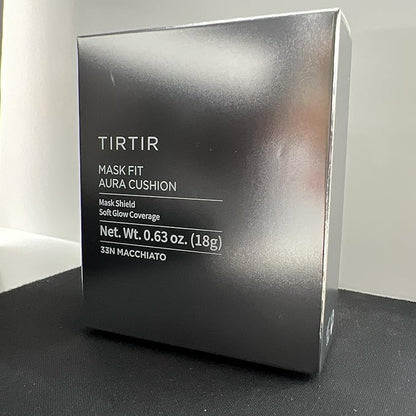 TIRTIR
MASK FIT
AURA CUSHION
Mask Shield
Soft Glow Coverage
Net. Wt. 0.63 oz. (18g)
33N MACCHIATO